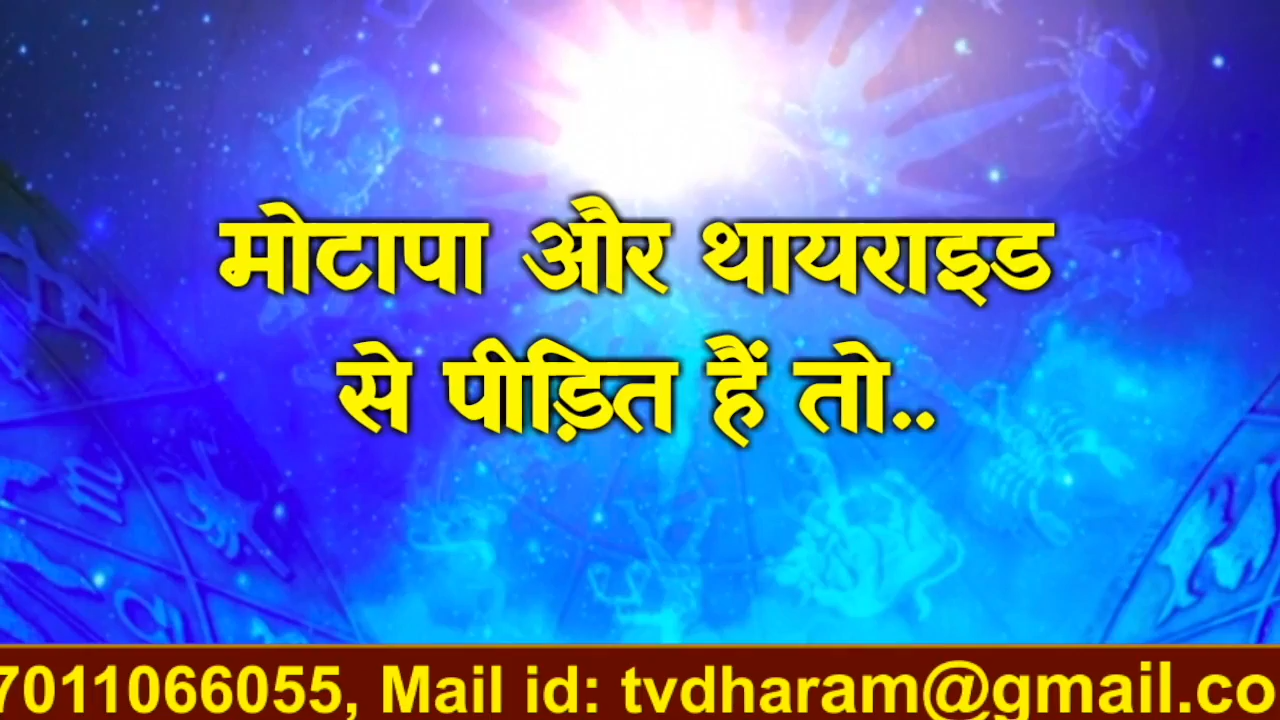 मोटापा और थायराइड
से पीड़ित हैं तो..
7011066055, Mail id: tvdharam@gmail.co